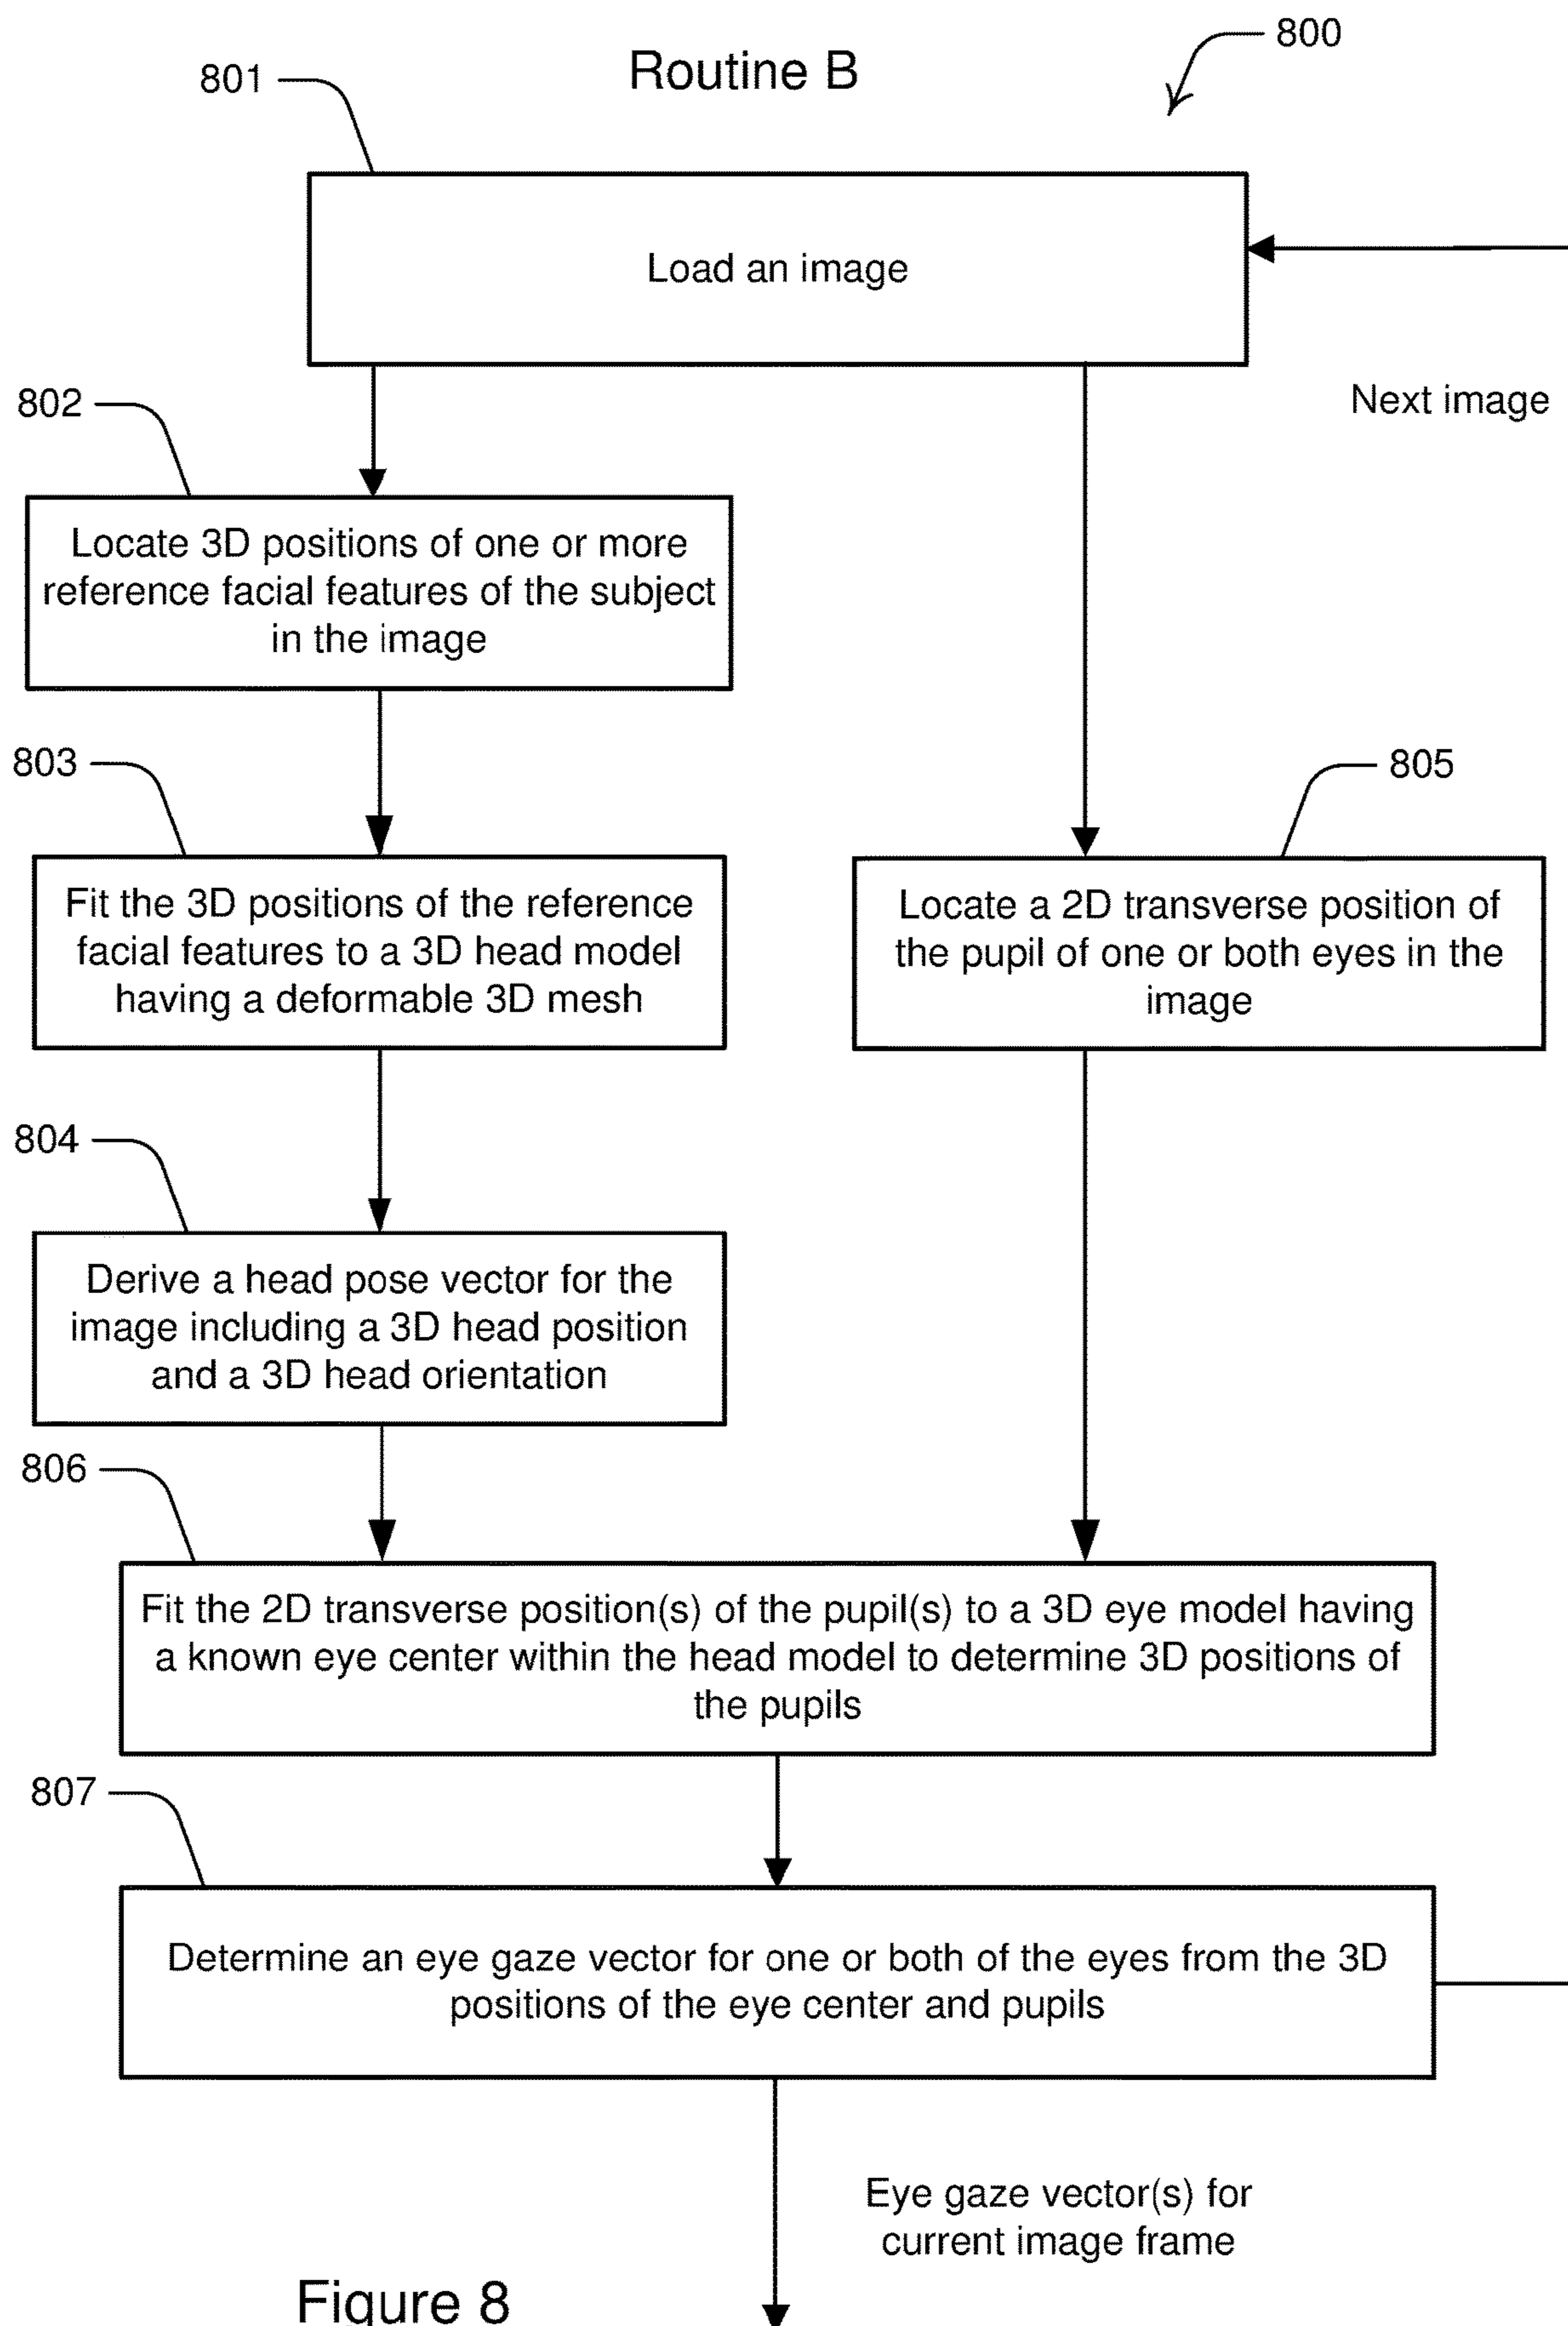 800
801
Routine B
Load an image
802
Next image
Locate 3D positions of one or more
reference facial features of the subject
in the image
803
805
Fit the 3D positions of the reference
facial features to a 3D head model
having a deformable 3D mesh
Locate a 2D transverse position of
the pupil of one or both eyes in the
image
804
Derive a head pose vector for the
image including a 3D head position
and a 3D head orientation
806
Fit the 2D transverse position(s) of the pupil(s) to a 3D eye model having
a known eye center within the head model to determine 3D positions of
the pupils
807
Determine an eye gaze vector for one or both of the eyes from the 3D
positions of the eye center and pupils
Eye gaze vector(s) for
current image frame
Figure 8